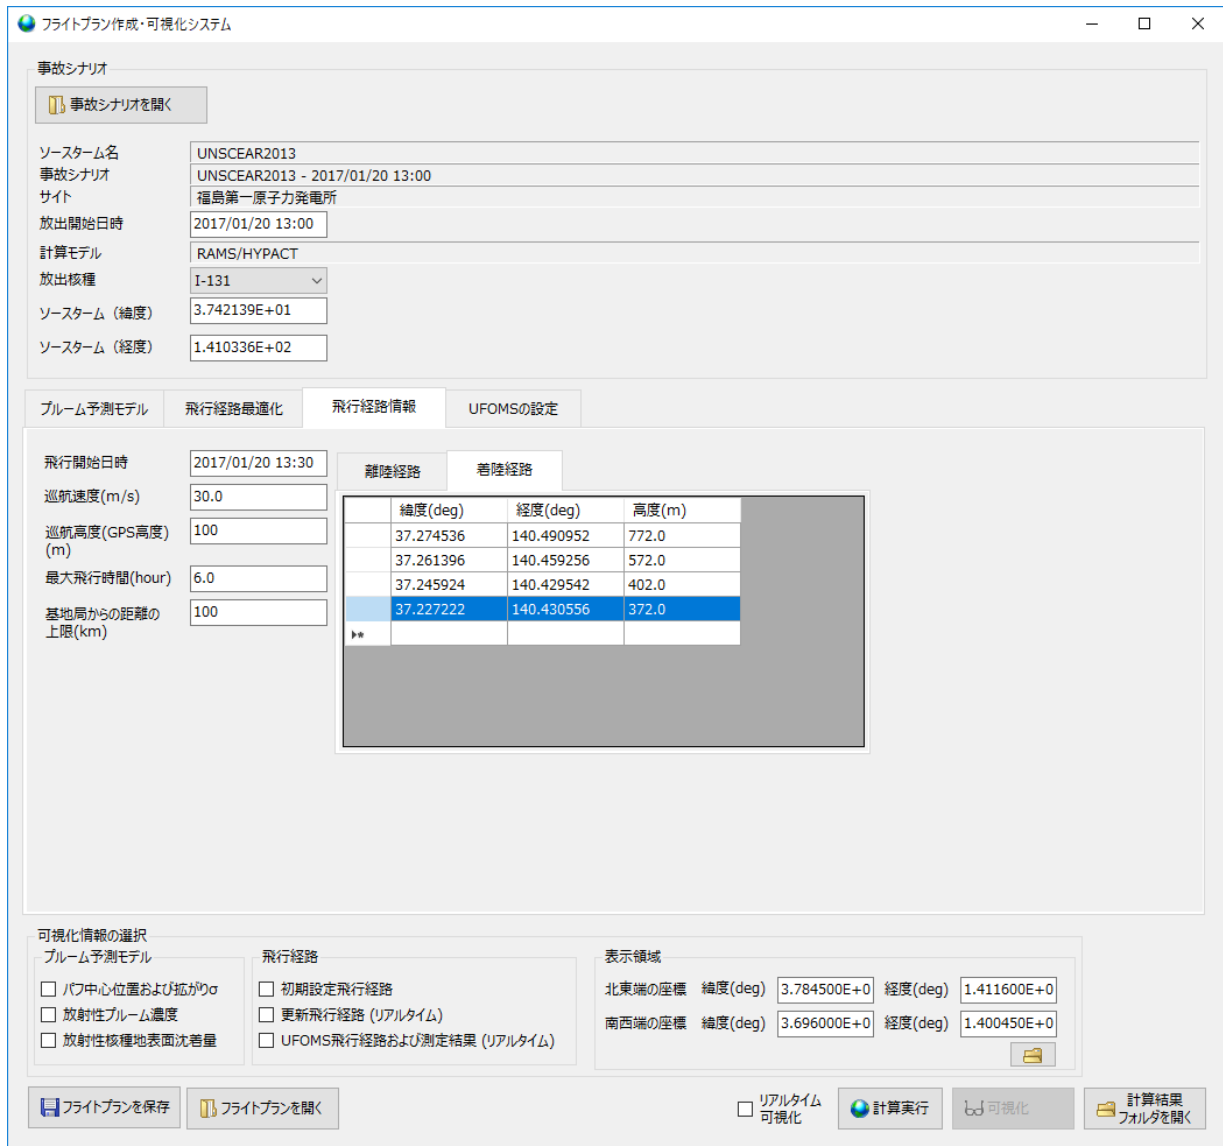 フライトプラン作成・可視化システム
事故シナリオ
事故シナリオを開く
ソースターム名 UNSCEAR2013
事故シナリオ UNSCEAR2013 - 2017/01/20 13:00
サイト 福島第一原子力発電所
放出開始日時 2017/01/20 13:00
計算モデル RAMS/HYPACT
放出核種 I-131
ソースターム（緯度） 3.742139E+01
ソースターム（経度） 1.410336E+02
プルーム予測モデル 飛行経路最適化 飛行経路情報 UFOMSの設定
飛行開始日時 2017/01/20 13:30
巡航速度(m/s) 30.0
巡航高度(GPS高度)
(m) 100
最大飛行時間(hour) 6.0
基地局からの距離の
上限(km) 100
離陸経路 着陸経路
緯度(deg) 経度(deg) 高度(m)
37.274536 140.490952 772.0
37.261396 140.459256 572.0
37.245924 140.429542 402.0
37.227222 140.430556 372.0
可視化情報の選択
プルーム予測モデル
パフ中心位置および拡がりσ
放射性プルーム濃度
放射性核種地表面沈着量
飛行経路
初期設定飛行経路
更新飛行経路 (リアルタイム)
UFOMS飛行経路および測定結果 (リアルタイム)
表示領域
北東端の座標 緯度(deg) 3.784500E+0 経度(deg) 1.411600E+0
南西端の座標 緯度(deg) 3.696000E+0 経度(deg) 1.400450E+0
フライトプランを保存 フライトプランを開く
リアルタイム
可視化
計算実行 可視化
計算結果
フォルダを開く